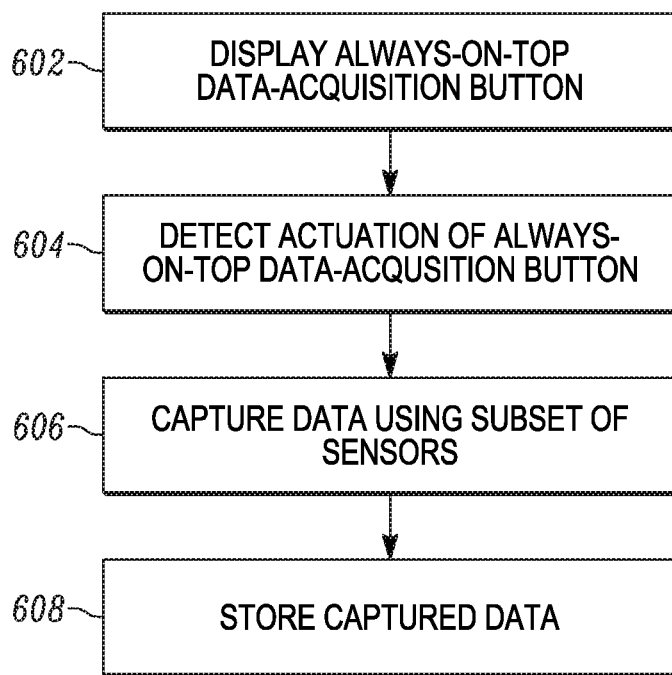 602
DISPLAY ALWAYS-ON-TOP
DATA-ACQUISITION BUTTON
604
DETECT ACTUATION OF ALWAYS-
ON-TOP DATA-ACQUSITION BUTTON
606
CAPTURE DATA USING SUBSET OF
SENSORS
608
STORE CAPTURED DATA